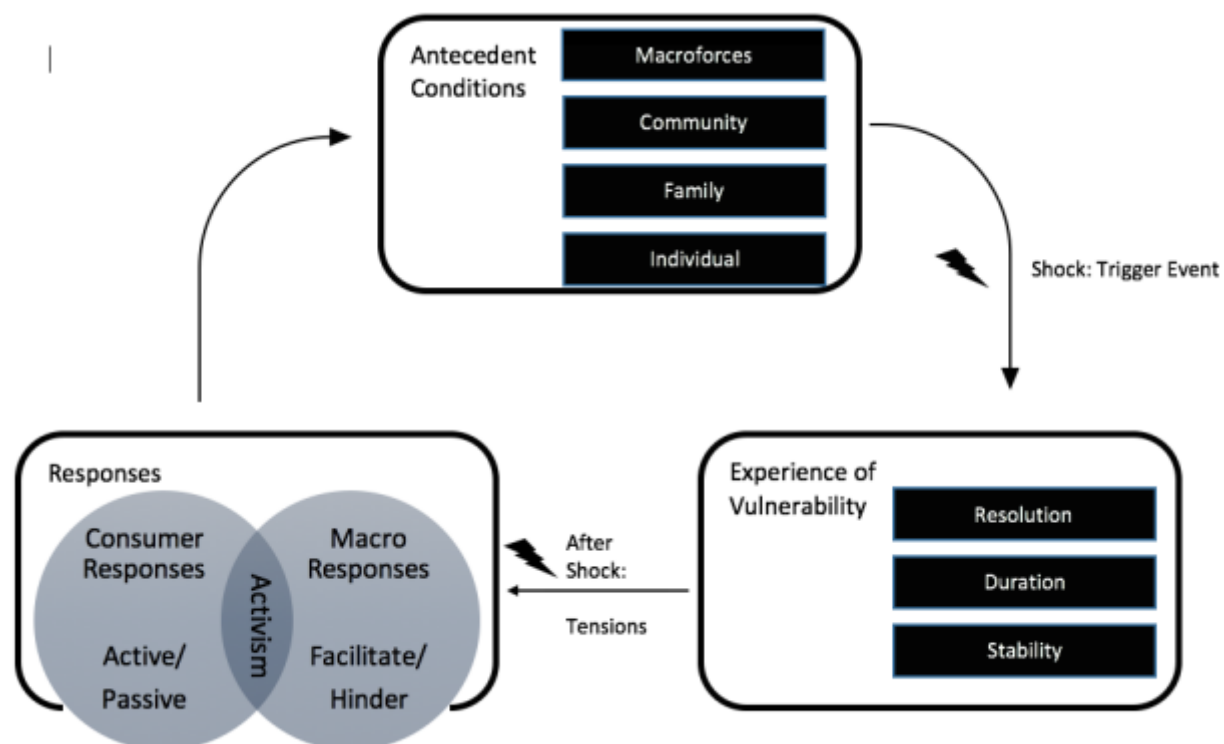 Antecedent
Conditions
Macroforces
Community
Family
Individual
Shock: Trigger Event
Experience of
Vulnerability
Resolution
Duration
Stability
After
Shock:
Tensions
Responses
Consumer
Responses
Active/
Passive
Activism
Macro
Responses
Facilitate/
Hinder